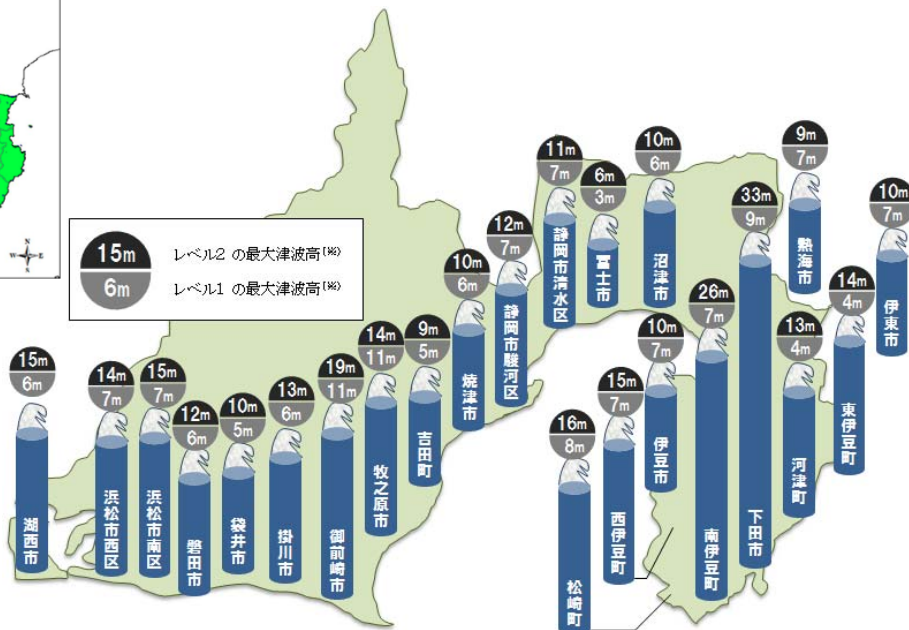 N
W E
S
15m レベル2 の最大津波高(※)
6m レベル1 の最大津波高(※)
15m
6m
湖西市
14m
7m
浜松市西区
15m
7m
浜松市南区
12m
6m
磐田市
10m
5m
袋井市
13m
6m
掛川市
19m
11m
御前崎市
14m
11m
牧之原市
9m
5m
吉田町
10m
6m
焼津市
12m
7m
静岡市駿河区
11m
7m
静岡市清水区
6m
3m
富士市
10m
6m
沼津市
10m
7m
伊豆市
15m
7m
西伊豆町
16m
8m
松崎町
26m
7m
南伊豆町
33m
9m
下田市
13m
4m
河津町
14m
4m
東伊豆町
10m
7m
伊東市
9m
7m
熱海市